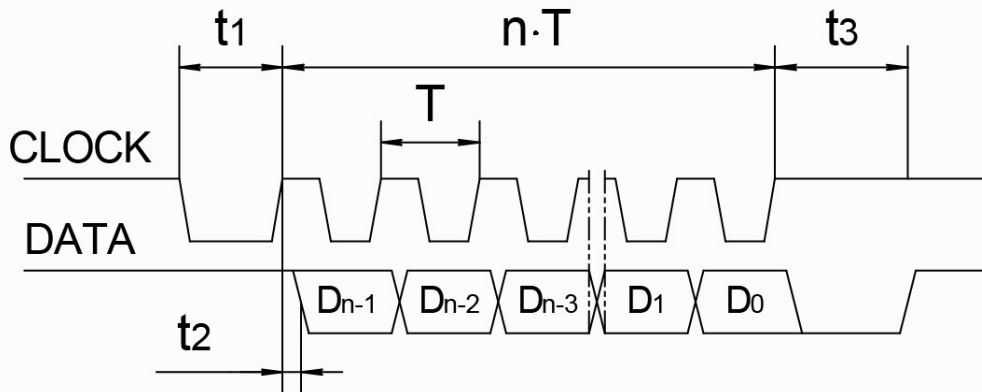 t1 n·T t3
T
CLOCK
DATA
Dn-1 Dn-2 Dn-3 D1 D0
t2